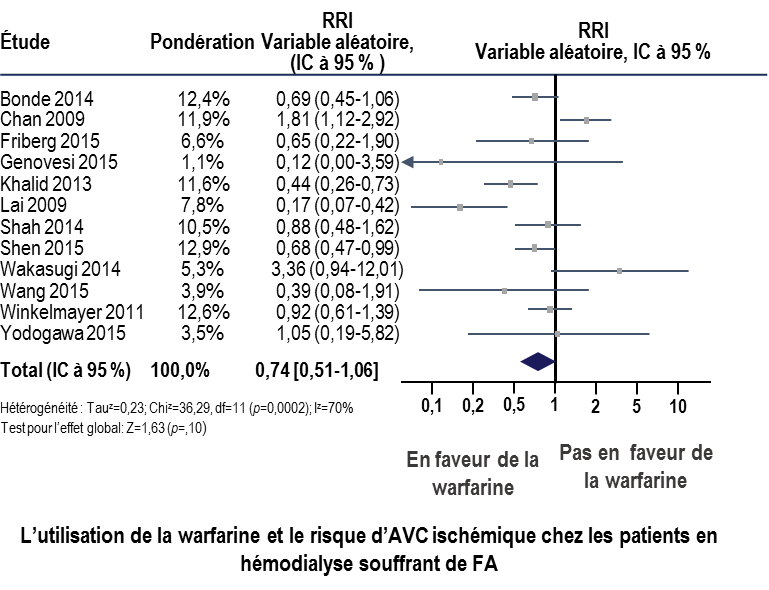 RRI
Étude Pondération Variable aléatoire,
(IC à 95 % )
RRI
Variable aléatoire, IC à 95 %
Bonde 2014 12,4% 0,69 (0,45-1,06)
Chan 2009 11,9% 1,81 (1,12-2,92)
Friberg 2015 6,6% 0,65 (0,22-1,90)
Genovesi 2015 1,1% 0,12 (0,00-3,59)
Khalid 2013 11,6% 0,44 (0,26-0,73)
Lai 2009 7,8% 0,17 (0,07-0,42)
Shah 2014 10,5% 0,88 (0,48-1,62)
Shen 2015 12,9% 0,68 (0,47-0,99)
Wakasugi 2014 5,3% 3,36 (0,94-12,01)
Wang 2015 3,9% 0,39 (0,08-1,91)
Winkelmayer 2011 12,6% 0,92 (0,61-1,39)
Yodogawa 2015 3,5% 1,05 (0,19-5,82)
Total (IC à 95 %) 100,0% 0,74 [0,51-1,06]
Hétérogénéité : Tau²=0,23; Chi²=36,29, df=11 (p=0,0002); I²=70%
Test pour l’effet global: Z=1,63 (p=,10)
0,1 0,2 0,5 1 2 5 10
En faveur de la
warfarine
Pas en faveur de
la warfarine
L’utilisation de la warfarine et le risque d’AVC ischémique chez les patients en
hémodialyse souffrant de FA